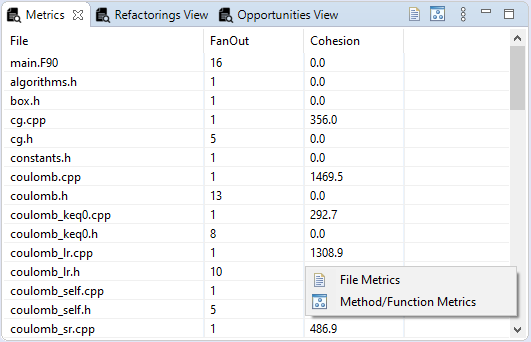 Metrics Refactorings View Opportunities View
File FanOut Cohesion
main.F90 16 0.0
algorithms.h 1 0.0
box.h 1 0.0
cg.cpp 1 356.0
cg.h 5 0.0
constants.h 1 0.0
coulomb.cpp 1 1469.5
coulomb.h 13 0.0
coulomb_keq0.cpp 1 292.7
coulomb_keq0.h 8 0.0
coulomb_lr.cpp 1 1308.9
coulomb_lr.h 10
coulomb_self.cpp 1
coulomb_self.h 5
coulomb_sr.cpp 1 486.9
File Metrics
Method/Function Metrics